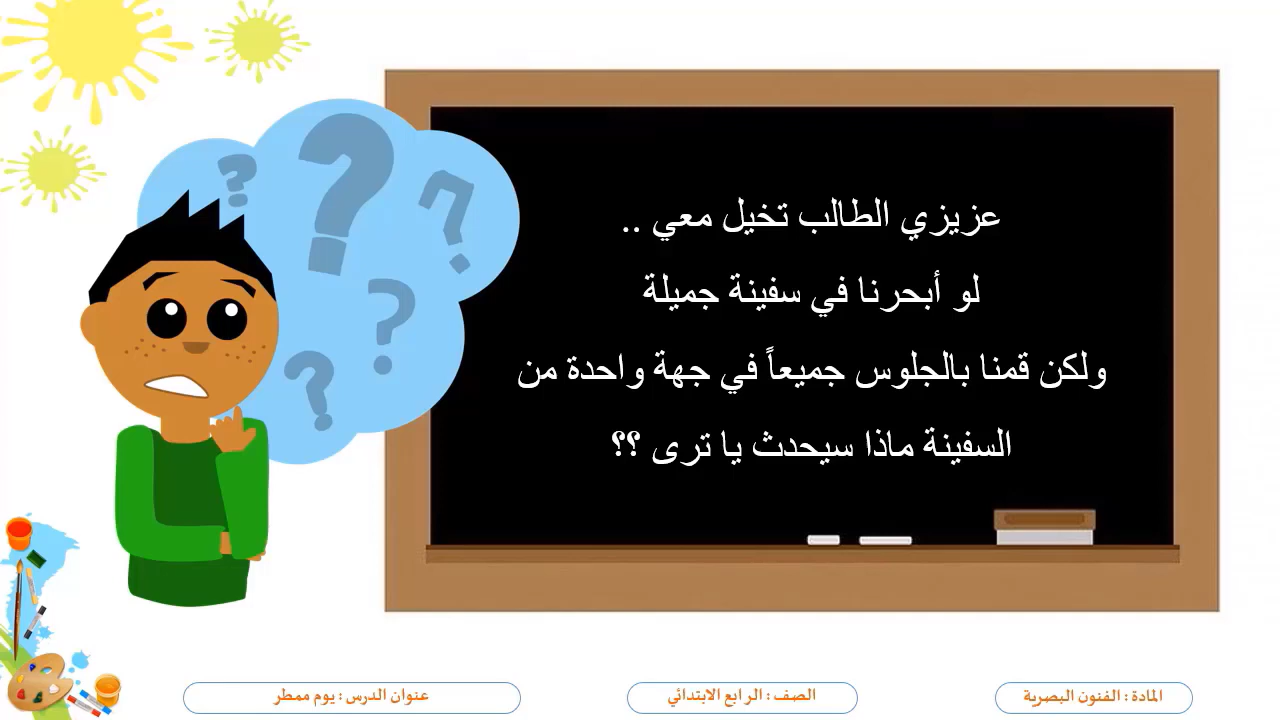 عزيزي الطالب تخيل معي ..
لو أبحرنا في سفينة جميلة
ولكن قمنا بالجلوس جميعاً في جهة واحدة من
السفينة ماذا سيحدث يا ترى ؟؟
المادة : الفنون البصرية
الصف : الرابع الابتدائي
عنوان الدرس : يوم ممطر